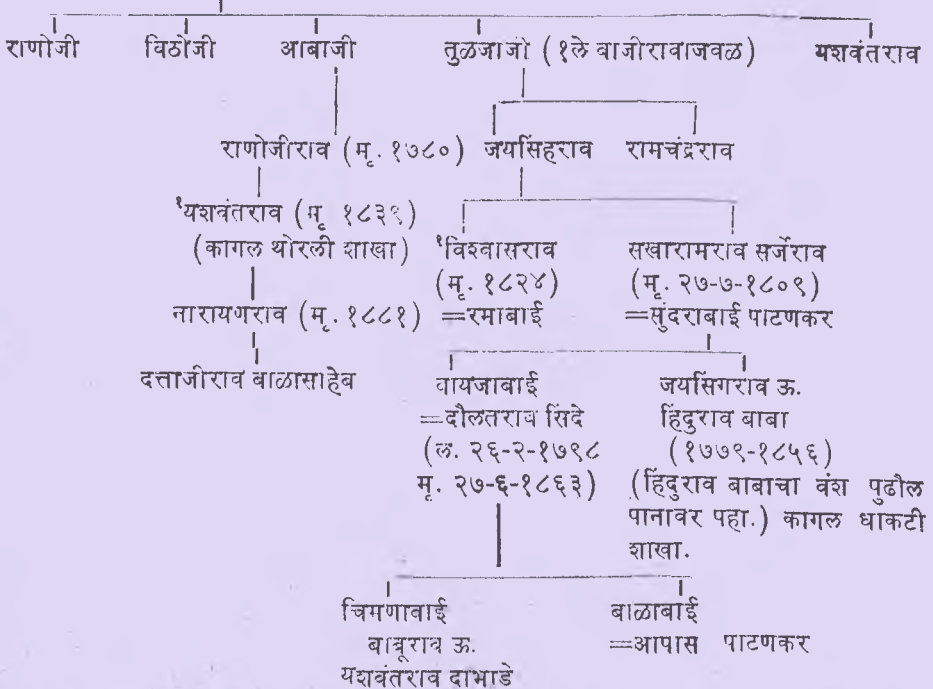 राणोजी विठोजी आबाजी तुळजाजी (१ले बाजीरावाजवळ) यशवंतराव
राणोजीराव (मृ. १७८०) जयसिंहराव रामचंद्रराव
१यशवंतराव (मृ १८३९)
(कागल थोरली शाखा)
१विश्वासराव
(मृ. १८२४)
=रमाबाई
सखारामराव सर्जेराव
(मृ. २७-७-१८०९)
=सुंदराबाई पाटणकर
नारायणराव (मृ. १८८१)
दत्ताजीराव बाळासाहेब
बायजाबाई
=दौलतराव सिंदे
(ल. २६-२-१७९८
मृ. २७-६-१८६३)
जयसिंगराव ऊ.
हिंदुराव बाबा
(१७७९-१८५६)
(हिंदुराव बाबाचा वंश पुढील
पानावर पहा.) कागल धाकटी
शाखा.
चिमणाबाई
बाबूराव ऊ.
यशवंतराव दाभाडे
बाळाबाई
=आपास पाटणकर